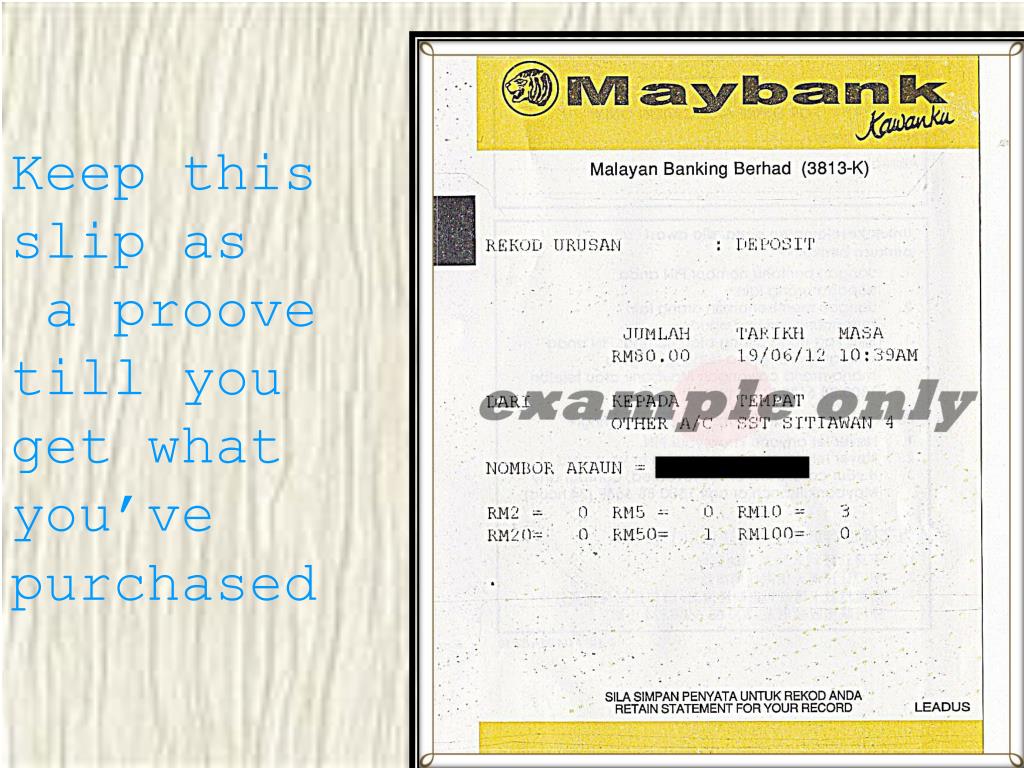 Keep this
slip as
a proove
till you
get what
you've
purchased
Maybank
Kawanku
Malayan Banking Berhad (3813-K)
REKOD URUSAN : DEPOSIT
JUMLAH TARIKH MASA
RM80.00 19/06/12 10:39AM
example only
DARI KEPADA TEMPAT
OTHER A/C SST SITIAWAN 4
NOMBOR AKAUN =
RM2 = 0 RM5 = 0 RM10 = 3
RM20= 0 RM50= 1 RM100= 0
SILA SIMPAN PENYATA UNTUK REKOD ANDA
RETAIN STATEMENT FOR YOUR RECORD
LEADUS